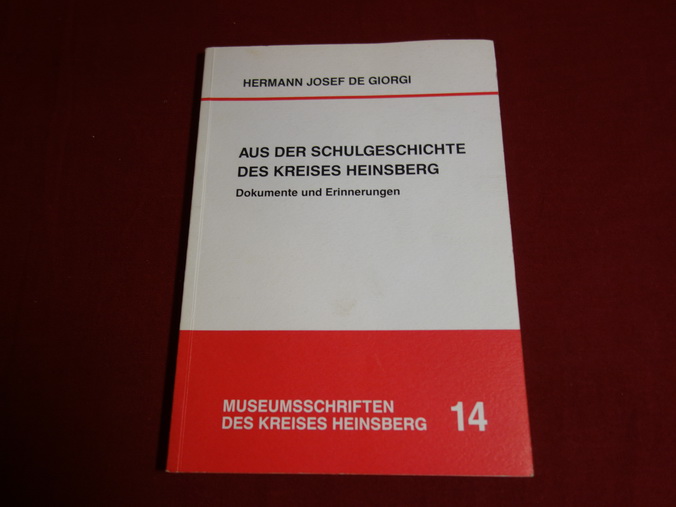 HERMANN JOSEF DE GIORGI
AUS DER SCHULGESCHICHTE
DES KREISES HEINSBERG
Dokumente und Erinnerungen
MUSEUMSSCHRIFTEN
DES KREISES HEINSBERG 14